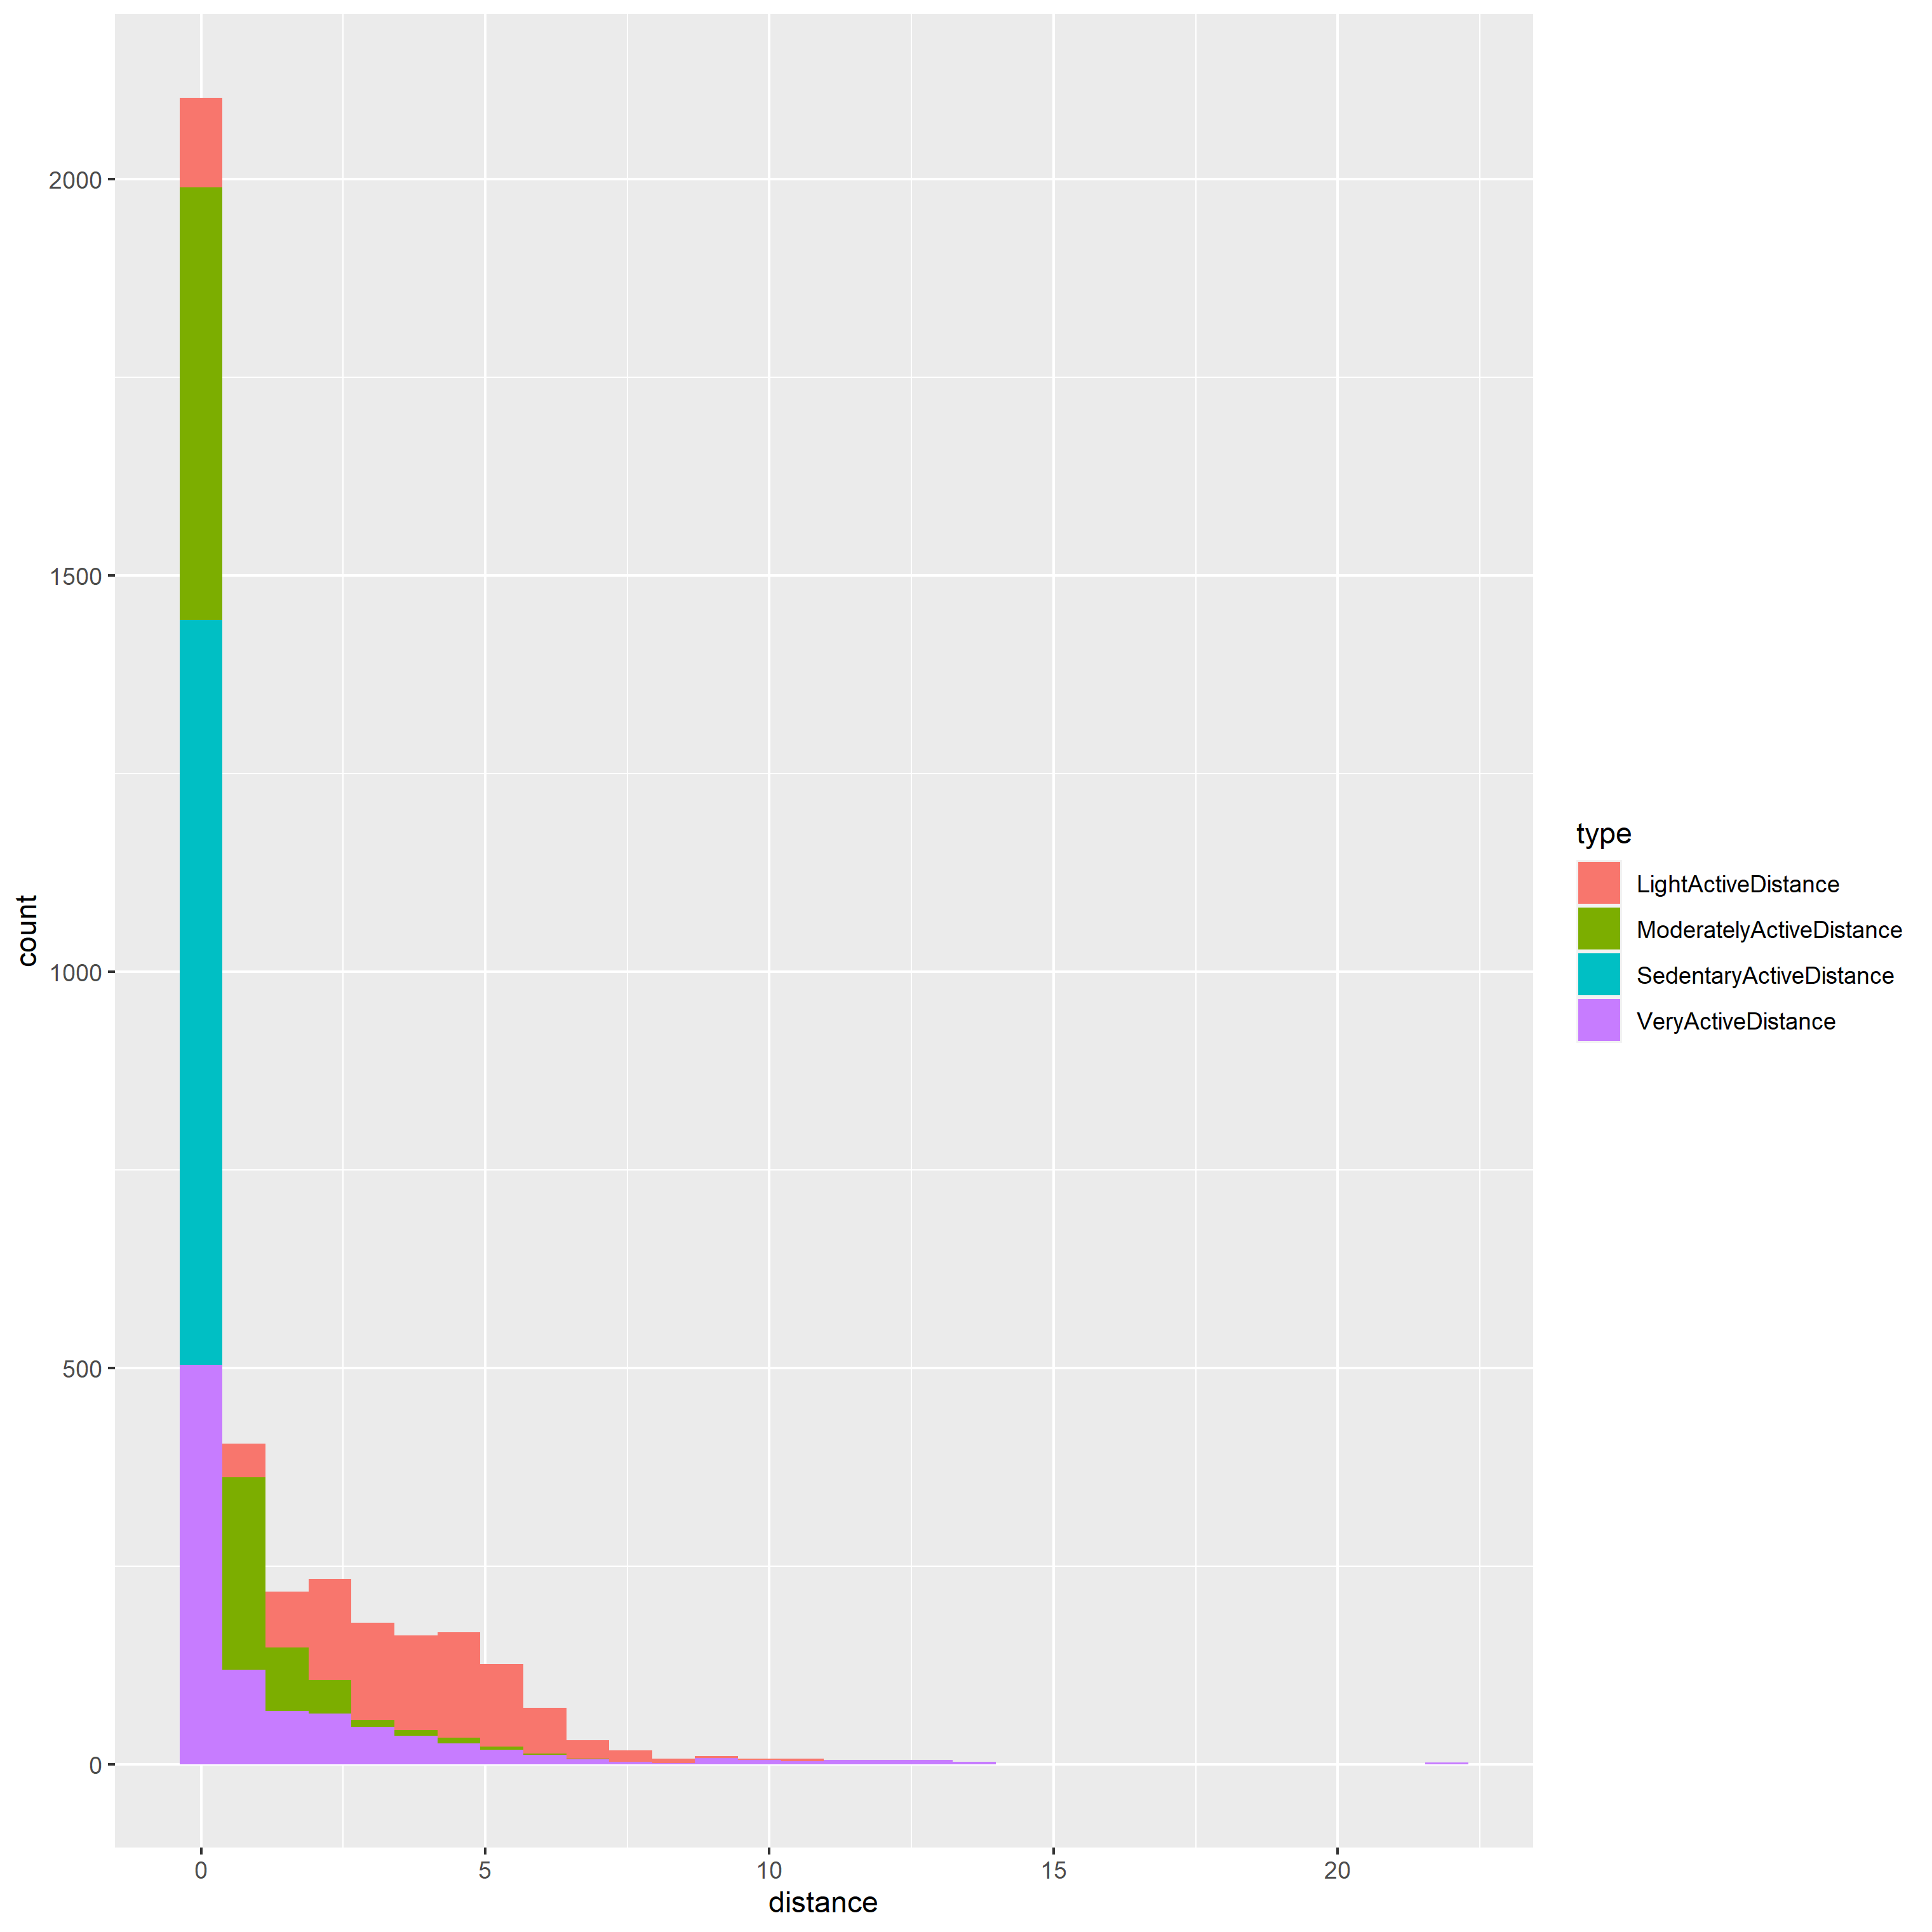 2000
1500
1000
500
0
count
0 5 10 15 20
distance
type
LightActiveDistance
ModeratelyActiveDistance
SedentaryActiveDistance
VeryActiveDistance